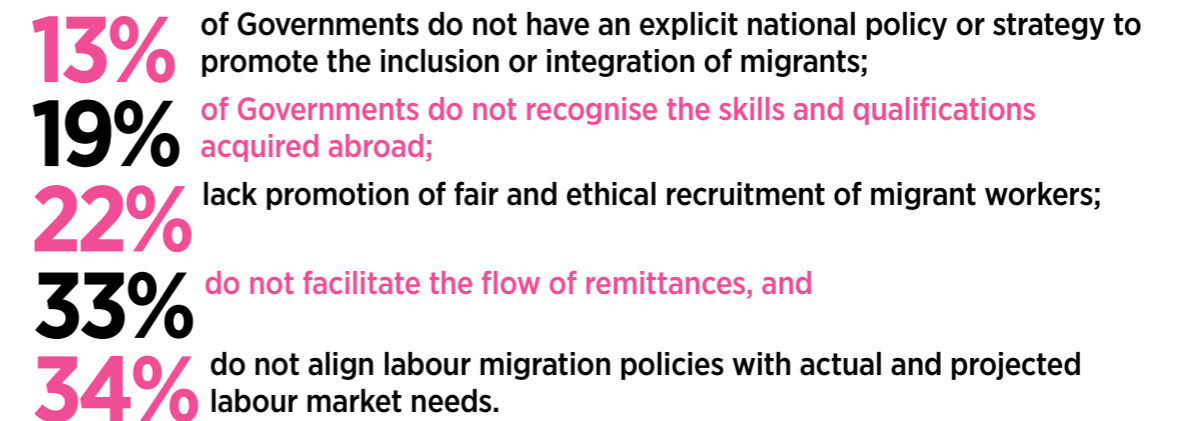 13% of Governments do not have an explicit national policy or strategy to
promote the inclusion or integration of migrants;
19% of Governments do not recognise the skills and qualifications
acquired abroad;
22% lack promotion of fair and ethical recruitment of migrant workers;
33% do not facilitate the flow of remittances, and
34% do not align labour migration policies with actual and projected
labour market needs.